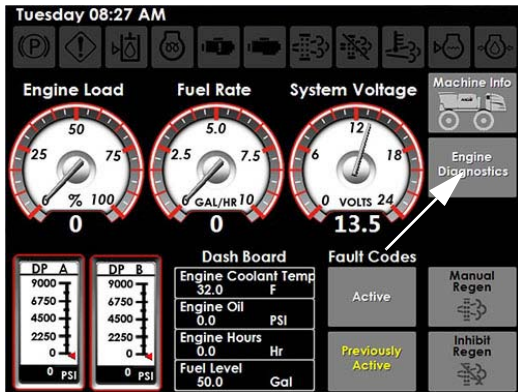 Tuesday 08:27 AM
(P)
Engine Load
Fuel Rate
System Voltage
Machine Info
50
25
75
0
%
100
0
5.0
2.5
7.5
GAL/HR
10
0
12
6
18
0
VOLTS
24
13.5
Engine
Diagnostics
Dash Board
Fault Codes
DP A
9000
6750
4500
2250
0
0 PSI
DP B
9000
6750
4500
2250
0
0 PSI
Engine Coolant Temp
32.0 F
Engine Oil
0.0 PSI
Engine Hours
0.0 Hr
Fuel Level
50.0 Gal
Active
Previously
Active
Manual
Regen
Inhibit
Regen